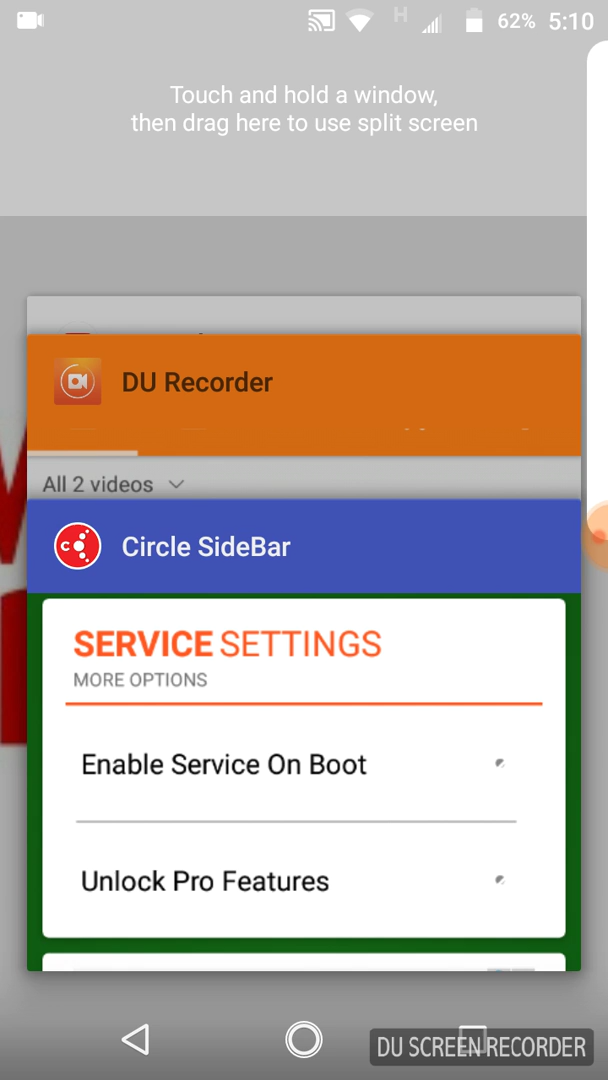 H 62% 5:10
Touch and hold a window,
then drag here to use split screen
DU Recorder
All 2 videos
C Circle SideBar
SERVICE SETTINGS
MORE OPTIONS
Enable Service On Boot
Unlock Pro Features
DU SCREEN RECORDER